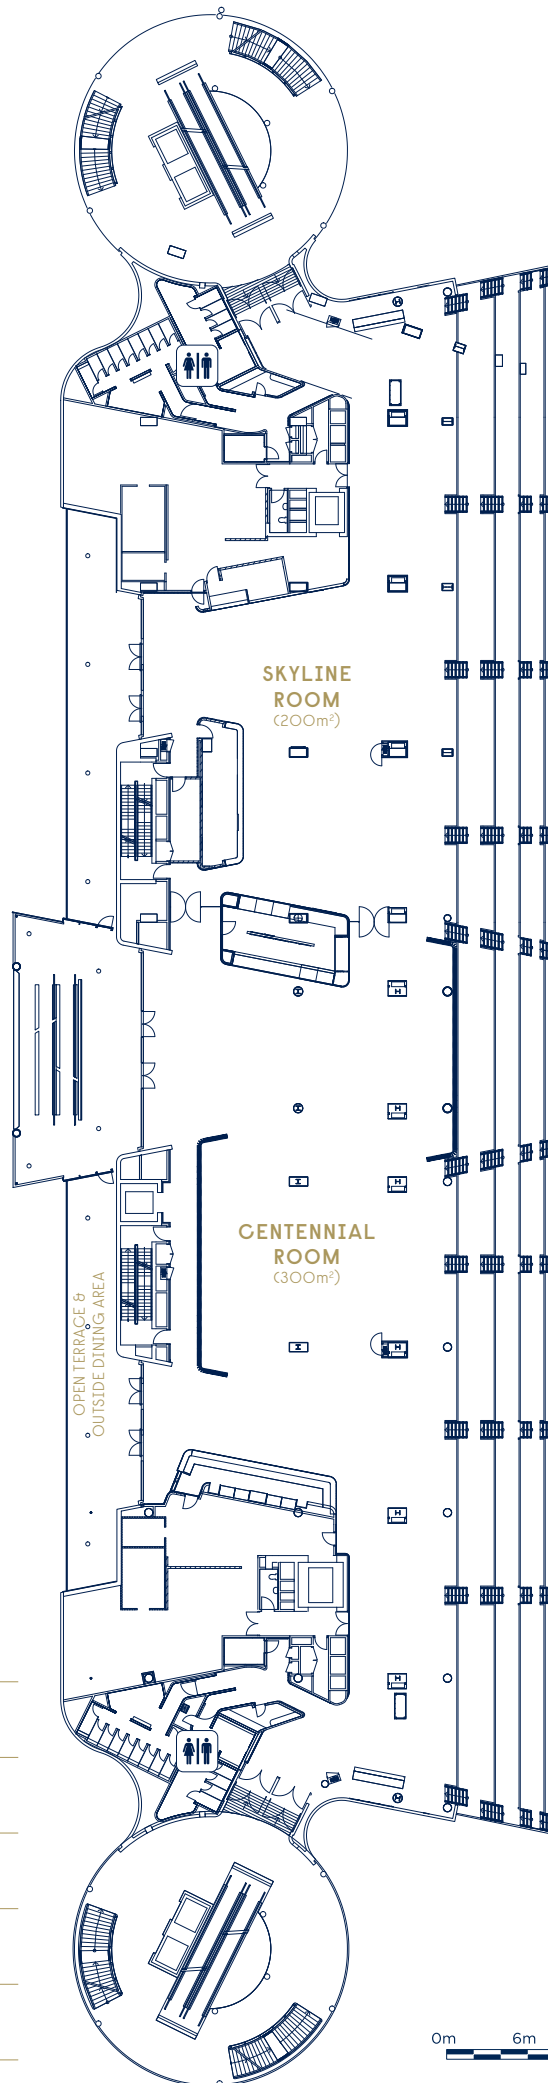 SKYLINE
ROOM
(200m²)
CENTENNIAL
ROOM
(300m²)
OPEN TERRACE &
OUTSIDE DINING AREA
0m 6m